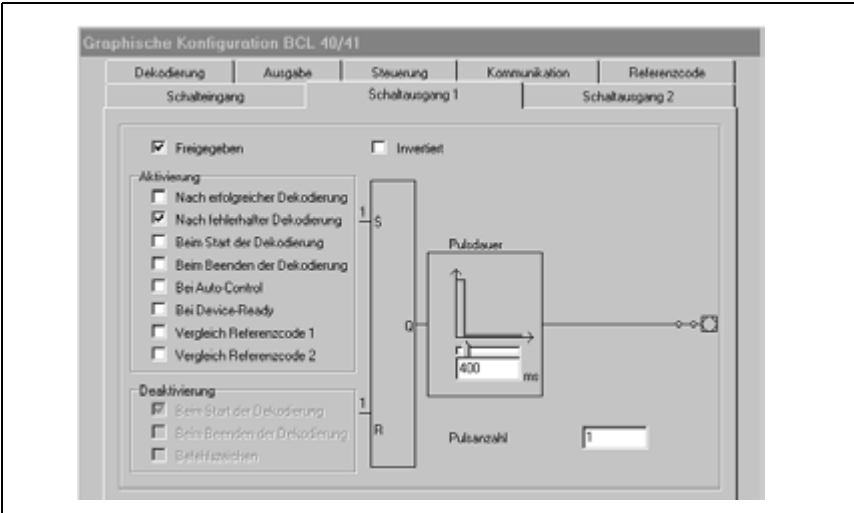 Graphische Konfiguration BCL 40/41
Dekodierung Ausgabe Steuerung Kommunikation Referenzcode
Schalteingang Schaltausgang 1 Schaltausgang 2
Freigegeben Invertiert
Aktivierung
Nach erfolgreicher Dekodierung
Nach fehlerhafter Dekodierung
Beim Start der Dekodierung
Beim Beenden der Dekodierung
Bei Auto-Control
Bei Device-Ready
Vergleich Referenzcode 1
Vergleich Referenzcode 2
1
S
Pulsdauer
Q
400 ms
Deaktivierung
Beim Start der Dekodierung
Beim Beenden der Dekodierung
Befehlszeichen
1
R
Pulsanzahl 1